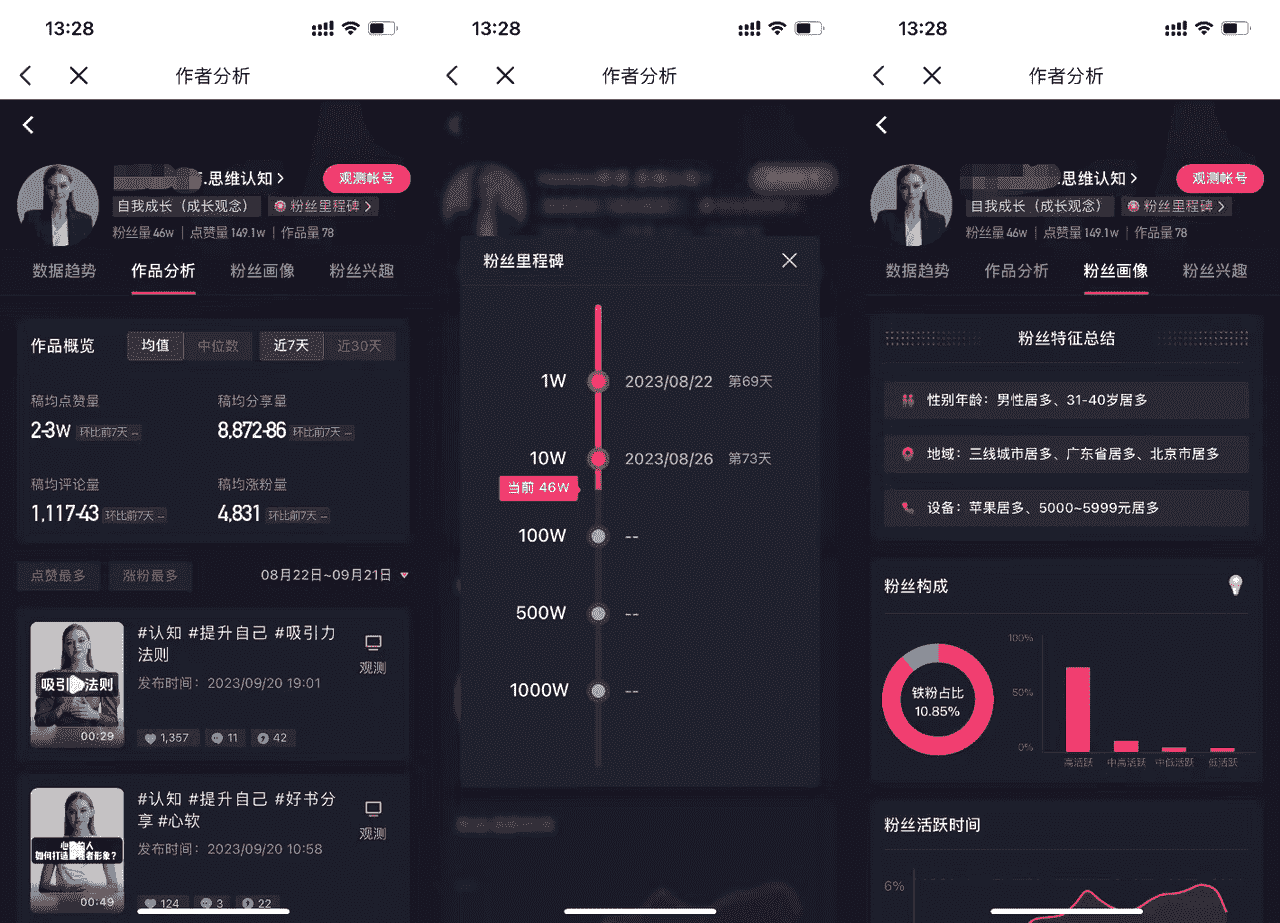 13:28
作者分析
.思维认知
观测帐号
自我成长（成长观念）
粉丝里程碑
粉丝量 46w | 点赞量 149.1w | 作品量 78
数据趋势 作品分析 粉丝画像 粉丝兴趣
作品概览 均值 中位数 近7天 近30天
稿均点赞量 稿均分享量
2-3W 环比前7天 -- 8,872-86 环比前7天 --
稿均评论量 稿均涨粉量
1,117-43 环比前7天 -- 4,831 环比前7天 --
点赞最多 涨粉最多 08月22日~09月21日
#认知 #提升自己 #吸引力
法则
观测
发布时间：2023/09/20 19:01
吸引 法则
00:29
1,357 11 42
#认知 #提升自己 #好书分
享 #心软
观测
发布时间：2023/09/20 10:58
如何打造 者形象？
00:49
124 3 22
13:28
作者分析
粉丝里程碑
1W 2023/08/22 第69天
10W 2023/08/26 第73天
当前 46W
100W --
500W --
1000W --
13:28
作者分析
.思维认知
观测帐号
自我成长（成长观念）
粉丝里程碑
粉丝量 46w | 点赞量 149.1w | 作品量 78
数据趋势 作品分析 粉丝画像 粉丝兴趣
粉丝特征总结
性别年龄：男性居多、31-40岁居多
地域：三线城市居多、广东省居多、北京市居多
设备：苹果居多、5000~5999元居多
粉丝构成
铁粉占比
10.85%
100%
50%
0%
高活跃 中高活跃 中低活跃 低活跃
粉丝活跃时间
6%